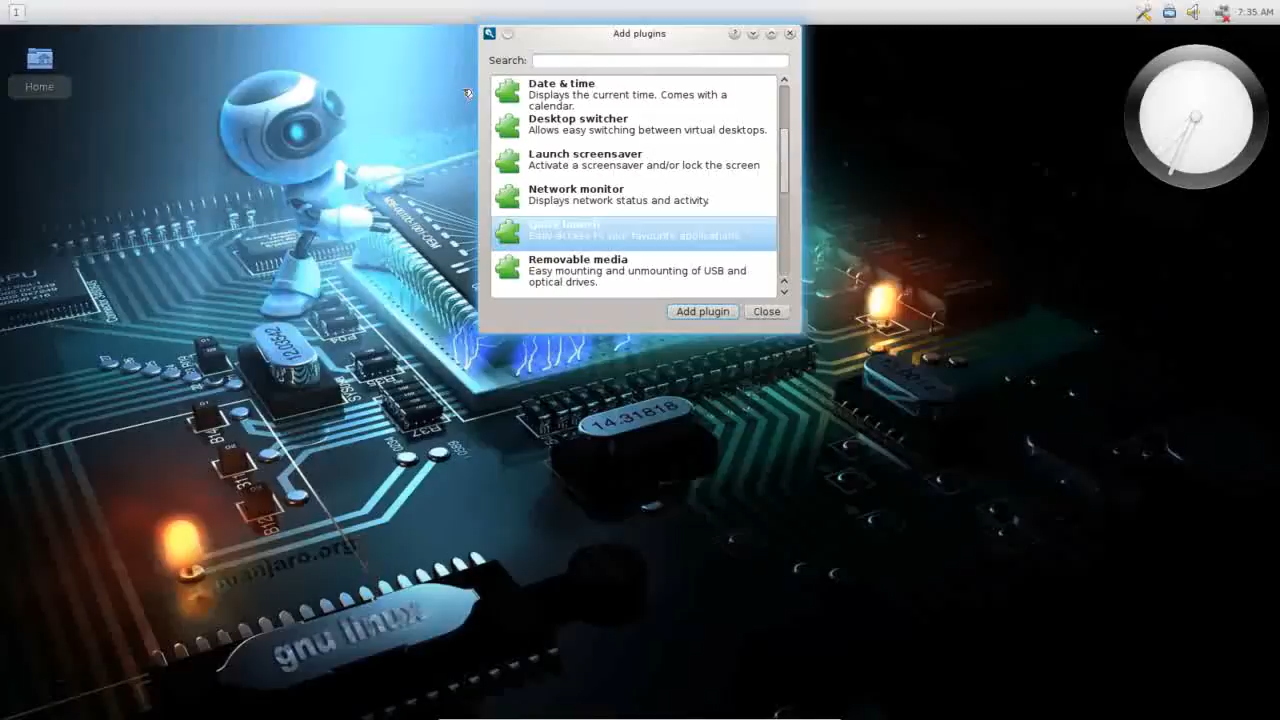 1
7:35 AM
Add plugins
Home
Search:
Date & time
Displays the current time. Comes with a
calendar.
Desktop switcher
Allows easy switching between virtual desktops.
Launch screensaver
Activate a screensaver and/or lock the screen
Network monitor
Displays network status and activity.
Quick launch
Easy access to your favourite applications.
Removable media
Easy mounting and unmounting of USB and
optical drives.
Add plugin
Close
14.31818
gnu linux